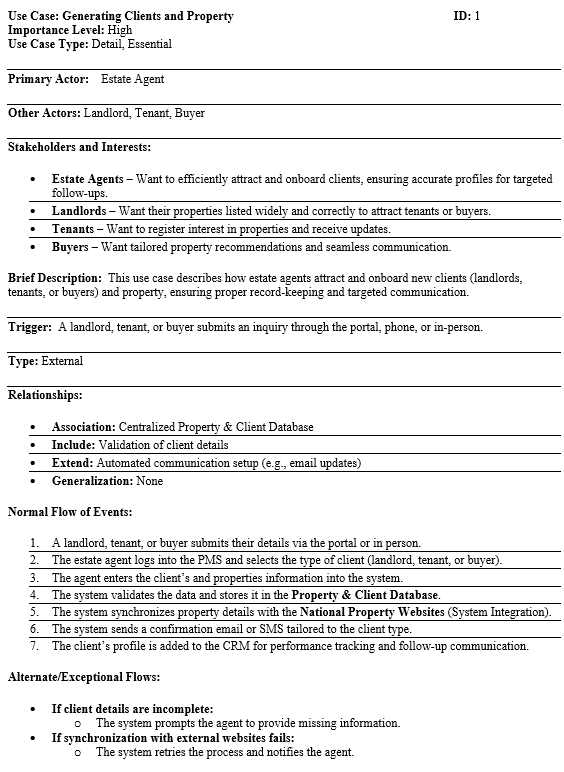 Use Case: Generating Clients and Property ID: 1
Importance Level: High
Use Case Type: Detail, Essential
Primary Actor: Estate Agent
Other Actors: Landlord, Tenant, Buyer
Stakeholders and Interests:
• Estate Agents – Want to efficiently attract and onboard clients, ensuring accurate profiles for targeted
follow-ups.
• Landlords – Want their properties listed widely and correctly to attract tenants or buyers.
• Tenants – Want to register interest in properties and receive updates.
• Buyers – Want tailored property recommendations and seamless communication.
Brief Description: This use case describes how estate agents attract and onboard new clients (landlords,
tenants, or buyers) and property, ensuring proper record-keeping and targeted communication.
Trigger: A landlord, tenant, or buyer submits an inquiry through the portal, phone, or in-person.
Type: External
Relationships:
• Association: Centralized Property & Client Database
• Include: Validation of client details
• Extend: Automated communication setup (e.g., email updates)
• Generalization: None
Normal Flow of Events:
1. A landlord, tenant, or buyer submits their details via the portal or in person.
2. The estate agent logs into the PMS and selects the type of client (landlord, tenant, or buyer).
3. The agent enters the client's and properties information into the system.
4. The system validates the data and stores it in the Property & Client Database.
5. The system synchronizes property details with the National Property Websites (System Integration).
6. The system sends a confirmation email or SMS tailored to the client type.
7. The client's profile is added to the CRM for performance tracking and follow-up communication.
Alternate/Exceptional Flows:
• If client details are incomplete:
o The system prompts the agent to provide missing information.
• If synchronization with external websites fails:
o The system retries the process and notifies the agent.